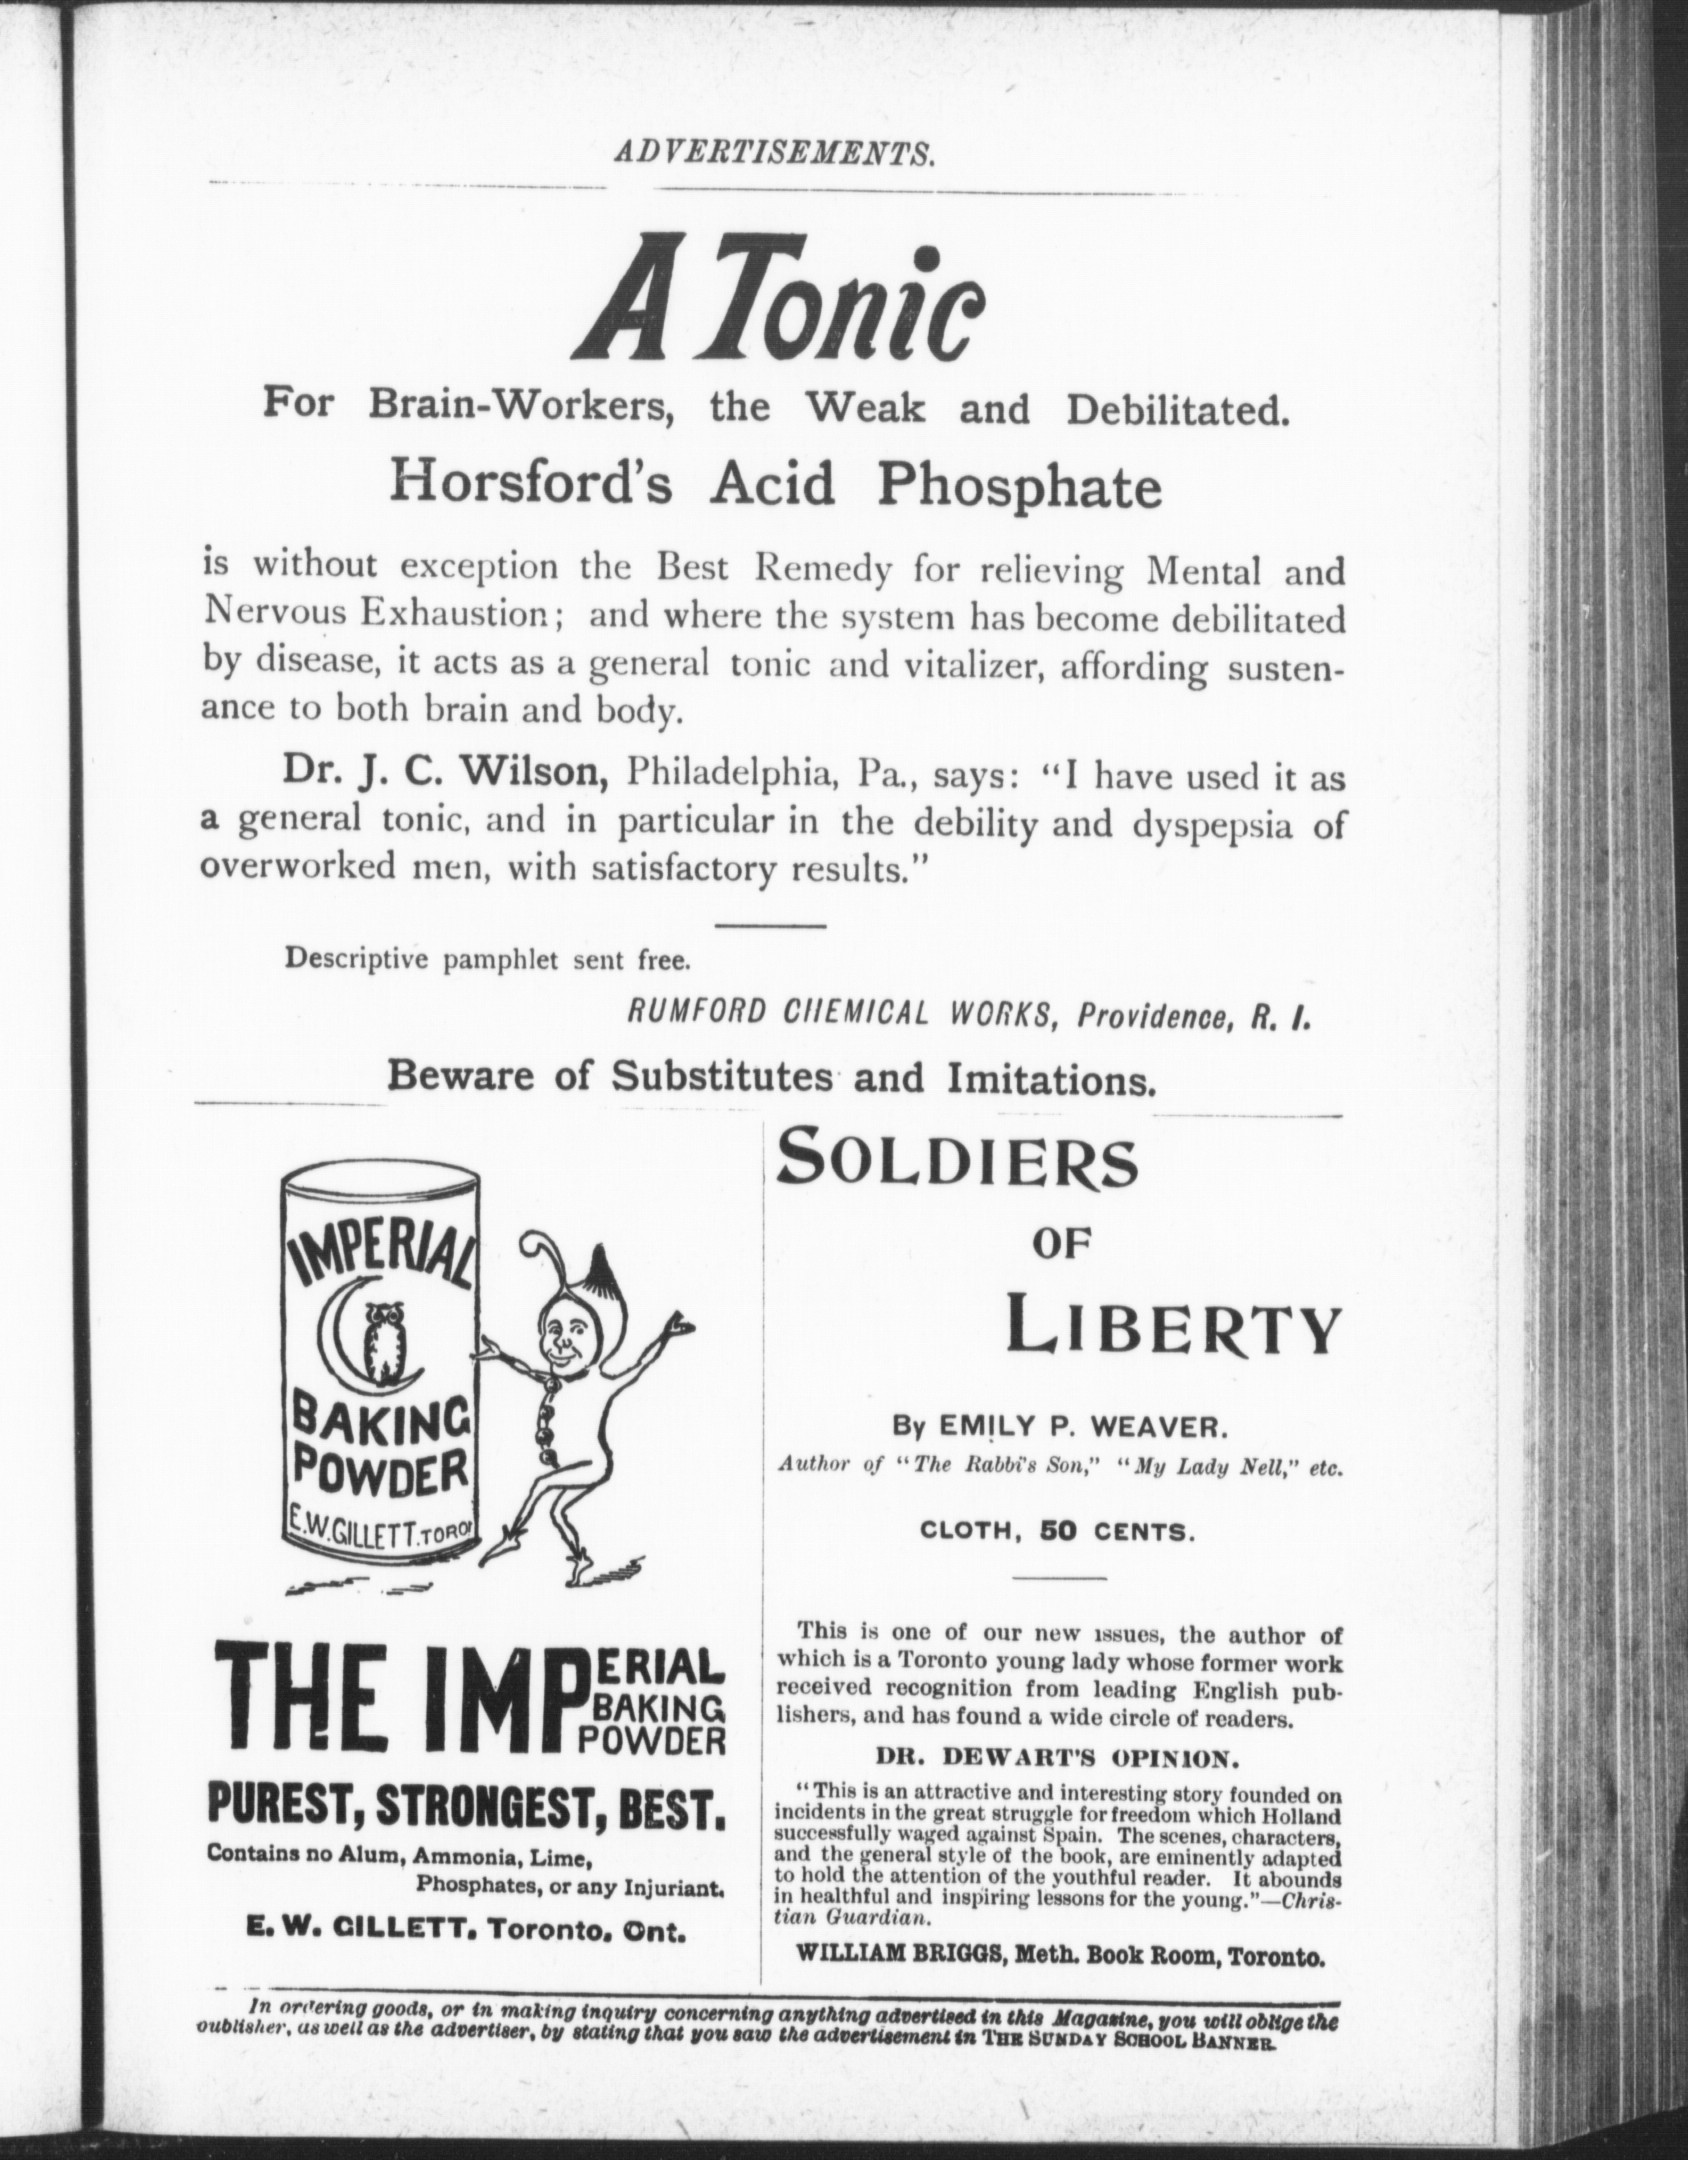 ADVERTISEMENTS.
A Tonic
For Brain-Workers, the Weak and Debilitated.
Horsford's Acid Phosphate
is without exception the Best Remedy for relieving Mental and
Nervous Exhaustion; and where the system has become debilitated
by disease, it acts as a general tonic and vitalizer, affording susten-
ance to both brain and body.
Dr. J. C. Wilson, Philadelphia, Pa., says: "I have used it as
a general tonic, and in particular in the debility and dyspepsia of
overworked men, with satisfactory results."
Descriptive pamphlet sent free.
RUMFORD CHEMICAL WORKS, Providence, R. I.
Beware of Substitutes and Imitations.
IMPERIAL
BAKING
POWDER
E.W.GILLETT.TORO
THE IMPERIAL
BAKING
POWDER
PUREST, STRONGEST, BEST.
Contains no Alum, Ammonia, Lime,
Phosphates, or any Injuriant.
E. W. GILLETT, Toronto, Ont.
SOLDIERS
OF
LIBERTY
By EMILY P. WEAVER.
Author of "The Rabbi's Son," "My Lady Nell," etc.
CLOTH, 50 CENTS.
This is one of our new issues, the author of
which is a Toronto young lady whose former work
received recognition from leading English pub-
lishers, and has found a wide circle of readers.
DR. DEWART'S OPINION.
"This is an attractive and interesting story founded on
incidents in the great struggle for freedom which Holland
successfully waged against Spain. The scenes, characters,
and the general style of the book, are eminently adapted
to hold the attention of the youthful reader. It abounds
in healthful and inspiring lessons for the young."—Chris-
tian Guardian.
WILLIAM BRIGGS, Meth. Book Room, Toronto.
In ordering goods, or in making inquiry concerning anything advertised in this Magazine, you will oblige the
publisher, as well as the advertiser, by stating that you saw the advertisement in THE SUNDAY SCHOOL BANNER.